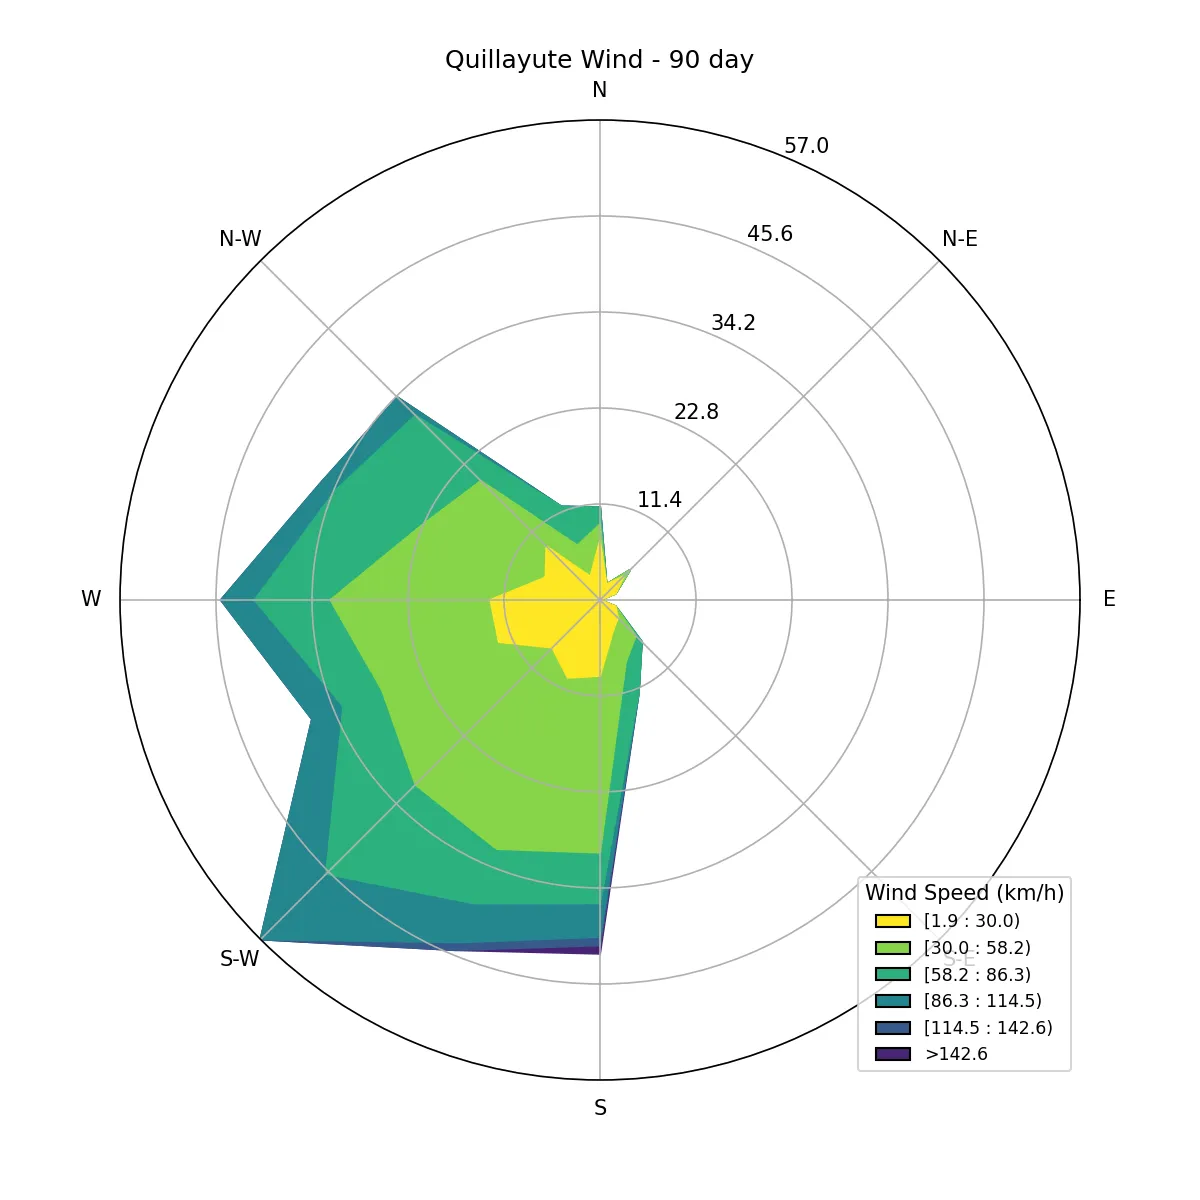 Quillayute Wind - 90 day
N
57.0
N-W
45.6
N-E
34.2
22.8
11.4
W
E
S-W
S-E
S
Wind Speed (km/h)
[1.9 : 30.0)
[30.0 : 58.2)
[58.2 : 86.3)
[86.3 : 114.5)
[114.5 : 142.6)
>142.6